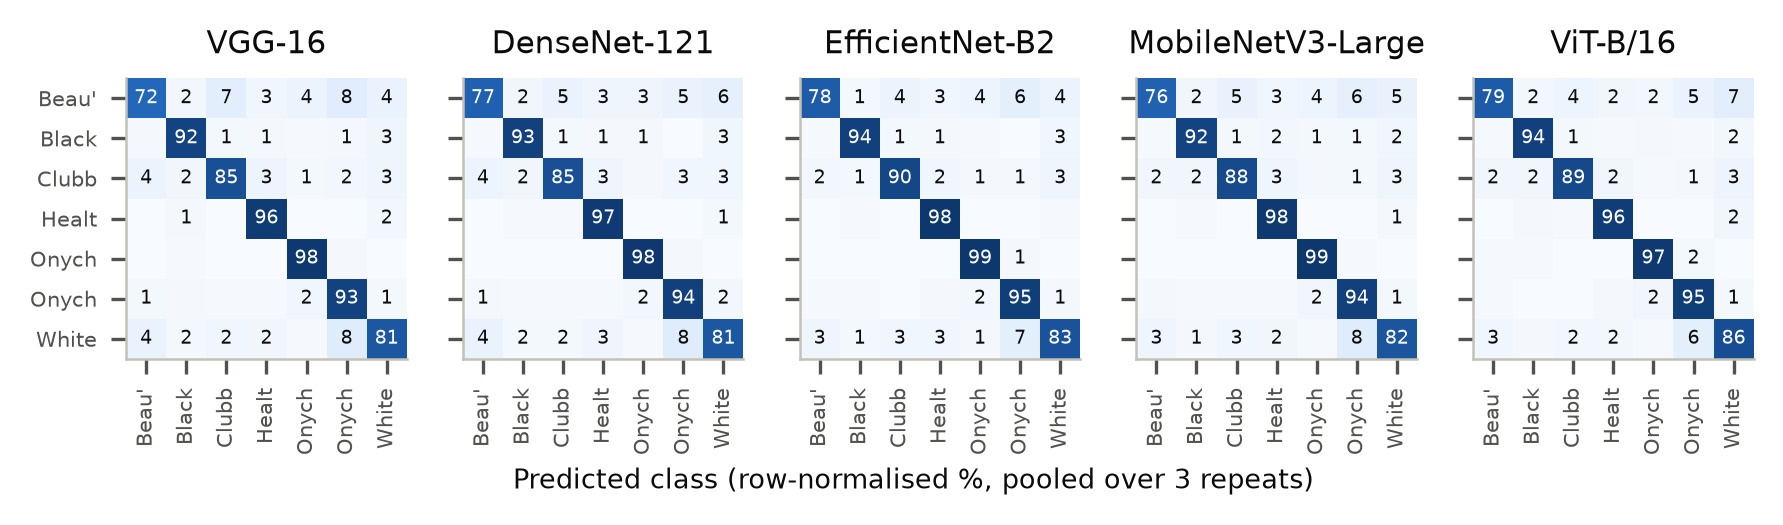 VGG-16 DenseNet-121 EfficientNet-B2 MobileNetV3-Large ViT-B/16
Beau' 72 2 7 3 4 8 4 77 2 5 3 3 5 6 78 1 4 3 4 6 4 76 2 5 3 4 6 5 79 2 4 2 2 5 7
Black 92 1 1 1 3 93 1 1 1 3 94 1 1 3 92 1 2 1 1 2 94 1 2
Clubb 4 2 85 3 1 2 3 4 2 85 3 3 3 2 1 90 2 1 1 3 2 2 88 3 1 3 2 2 89 2 1 3
Healt 1 96 2 97 1 98 98 1 96 2
Onych 98 98 99 1 99 97 2
Onych 1 2 93 1 1 2 94 2 2 95 1 2 94 1 2 95 1
White 4 2 2 2 8 81 4 2 2 3 8 81 3 1 3 3 1 7 83 3 1 3 2 8 82 3 2 2 6 86
Beau' Black Clubb Healt Onych Onych White Beau' Black Clubb Healt Onych Onych White Beau' Black Clubb Healt Onych Onych White Beau' Black Clubb Healt Onych Onych White Beau' Black Clubb Healt Onych Onych White
Predicted class (row-normalised %, pooled over 3 repeats)